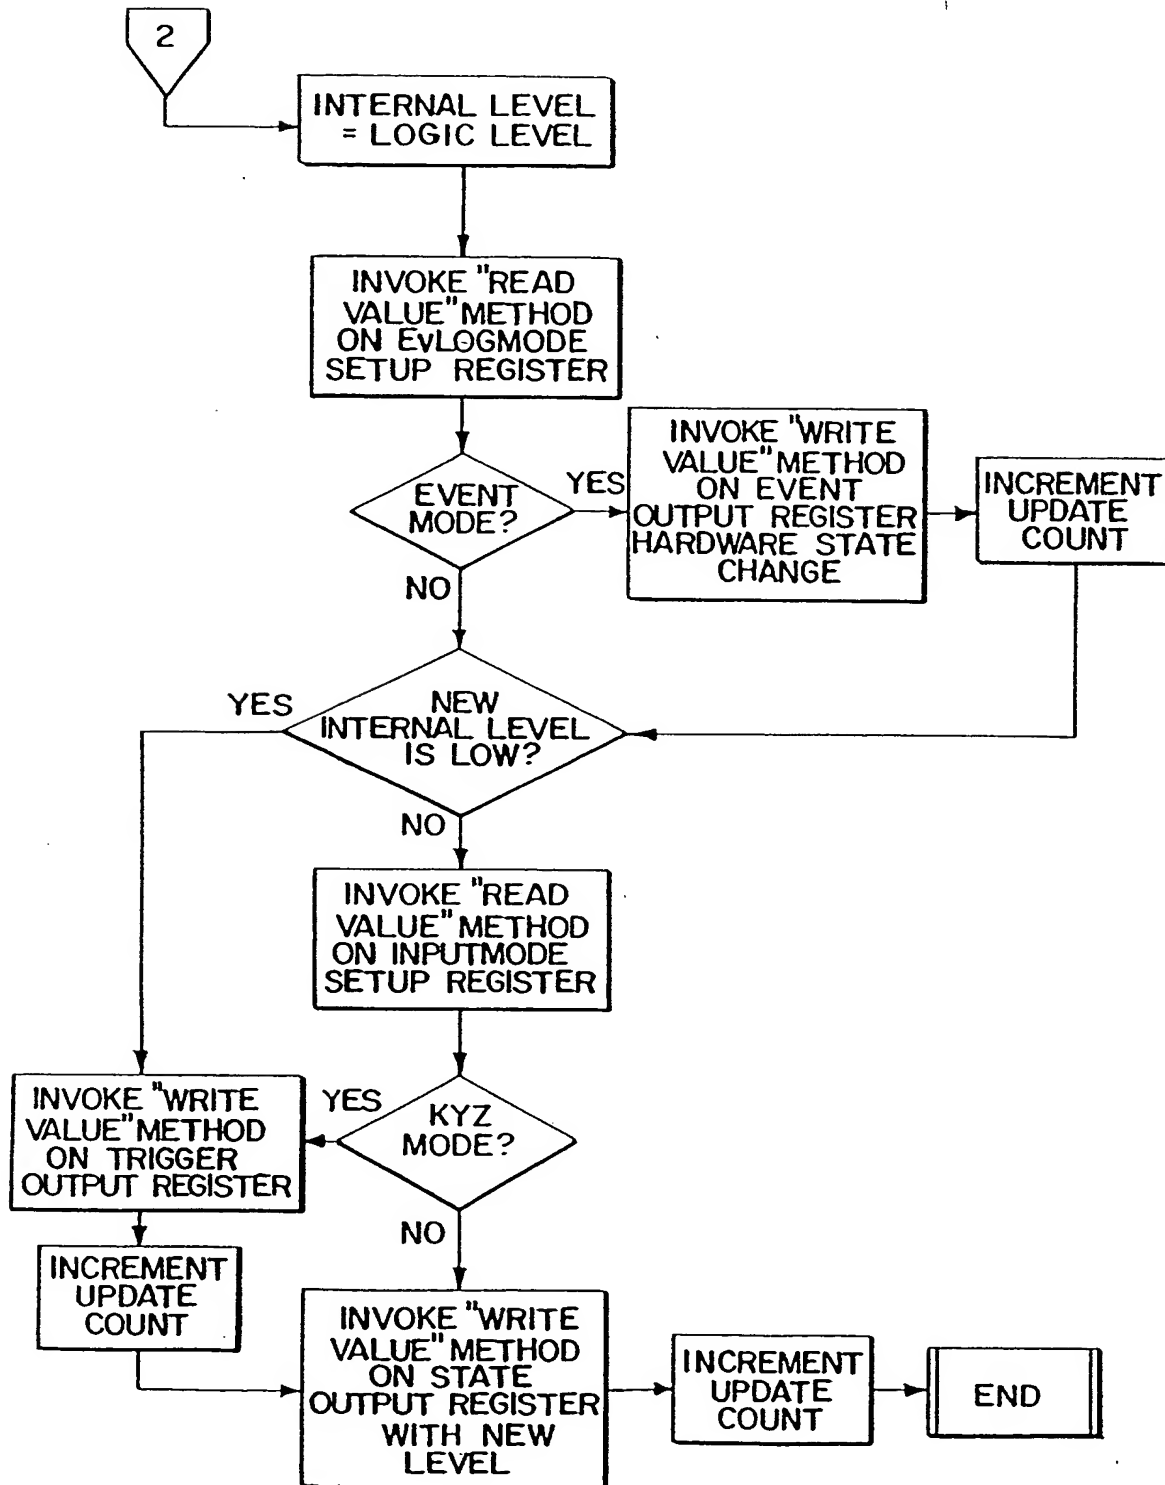 2
INTERNAL LEVEL
= LOGIC LEVEL
INVOKE "READ
VALUE" METHOD
ON EVLOGMODE
SETUP REGISTER
EVENT
MODE?
YES
NO
INVOKE "WRITE
VALUE" METHOD
ON EVENT
OUTPUT REGISTER
HARDWARE STATE
CHANGE
INCREMENT
UPDATE
COUNT
NEW
INTERNAL LEVEL
IS LOW?
YES
NO
INVOKE "READ
VALUE" METHOD
ON INPUTMODE
SETUP REGISTER
KYZ
MODE?
YES
NO
INVOKE "WRITE
VALUE" METHOD
ON TRIGGER
OUTPUT REGISTER
INCREMENT
UPDATE
COUNT
INVOKE "WRITE
VALUE" METHOD
ON STATE
OUTPUT REGISTER
WITH NEW
LEVEL
INCREMENT
UPDATE
COUNT
END